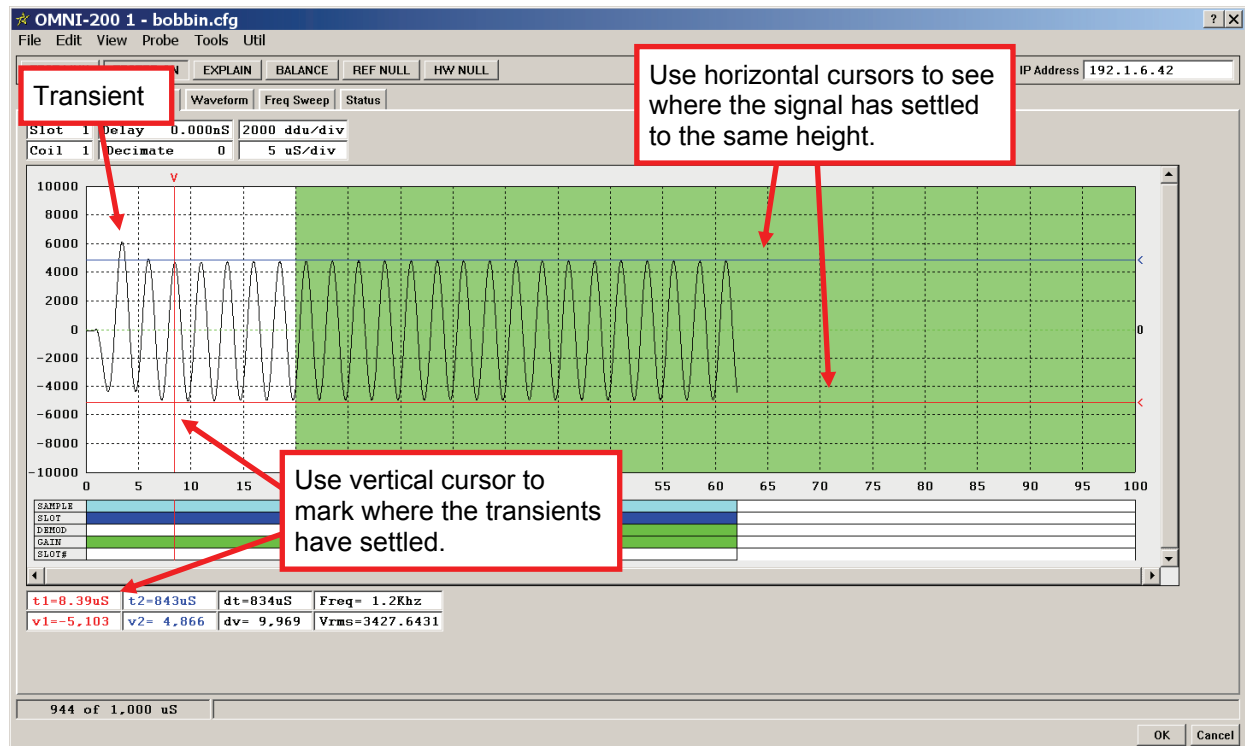 OMNI-200 1 - bobbin.cfg
File Edit View Probe Tools Util
EXPLAIN BALANCE REF NULL HW NULL
IP Address 192.1.6.42
Transient
Use horizontal cursors to see
where the signal has settled
to the same height.
Waveform Freq Sweep Status
Slot 1 Delay 0.000nS 2000 ddu/div
Coil 1 Decimate 0 5 uS/div
V
10000
8000
6000
4000
2000
0
0
-2000
-4000
-6000
-8000
-10000
0 5 10 15 55 60 65 70 75 80 85 90 95 100
Use vertical cursor to
mark where the transients
have settled.
SAMPLE
SLOT
DEMOD
GAIN
SLOT#
t1=8.39uS t2=843uS dt=834uS Freq= 1.2Khz
v1=-5,103 v2= 4,866 dv= 9,969 Vrms=3427.6431
944 of 1,000 uS
OK Cancel